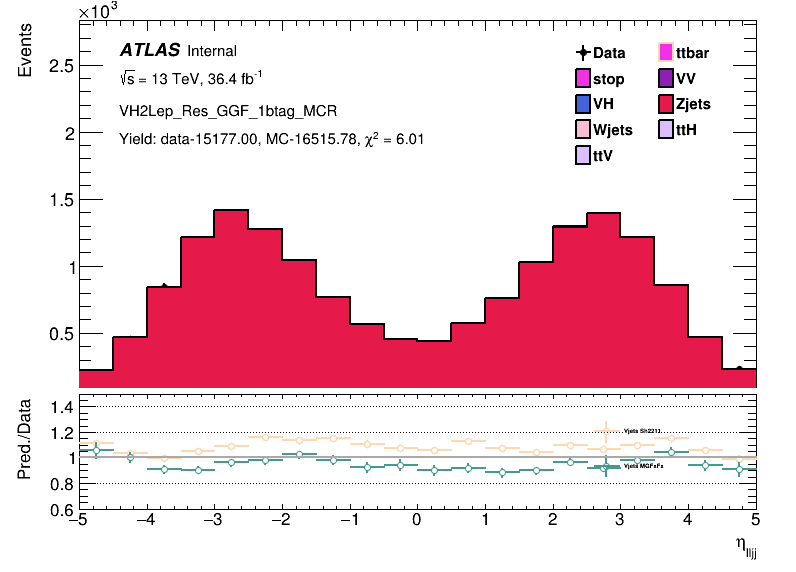 ×10³
Events
ATLAS Internal
√s = 13 TeV, 36.4 fb⁻¹
VH2Lep_Res_GGF_1btag_MCR
Yield: data-15177.00, MC-16515.78, χ² = 6.01
Data
ttbar
stop
VV
VH
Zjets
Wjets
ttH
ttV
2.5
2
1.5
1
0.5
Pred./Data
1.4
1.2
1
0.8
0.6
Vjets Sh2211
Vjets MGFxFx
−5 −4 −3 −2 −1 0 1 2 3 4 5
η_lljj